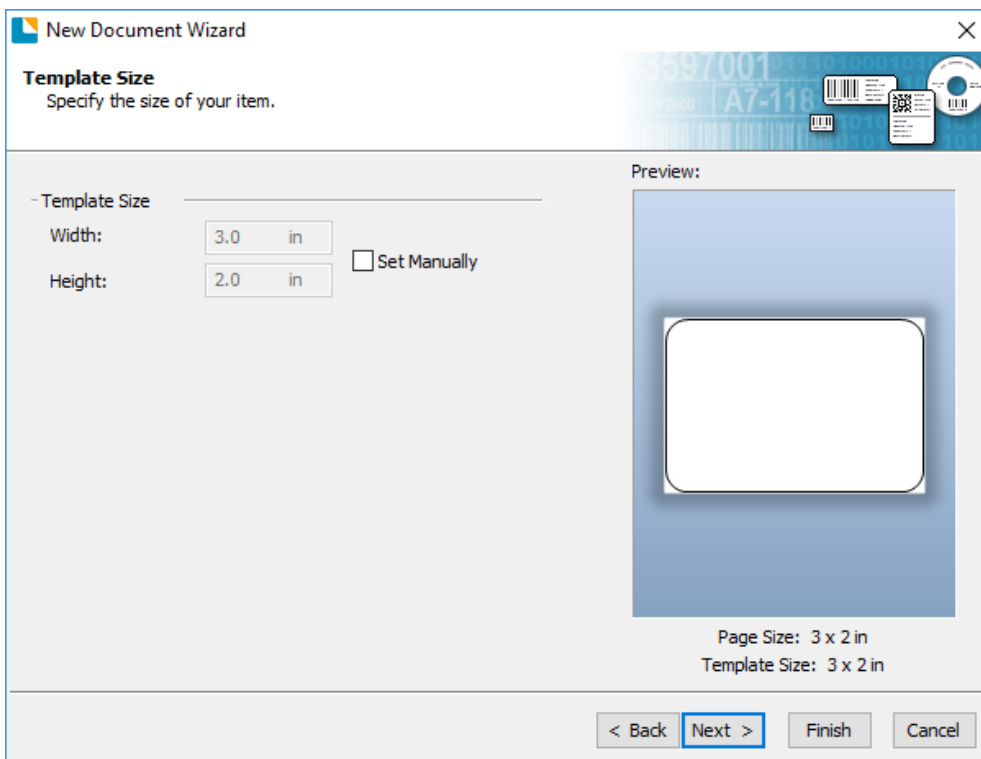 New Document Wizard
Template Size
Specify the size of your item.
A7-118
Preview:
Template Size
Width:
3.0 in
Set Manually
Height:
2.0 in
Page Size: 3 x 2 in
Template Size: 3 x 2 in
< Back
Next >
Finish
Cancel